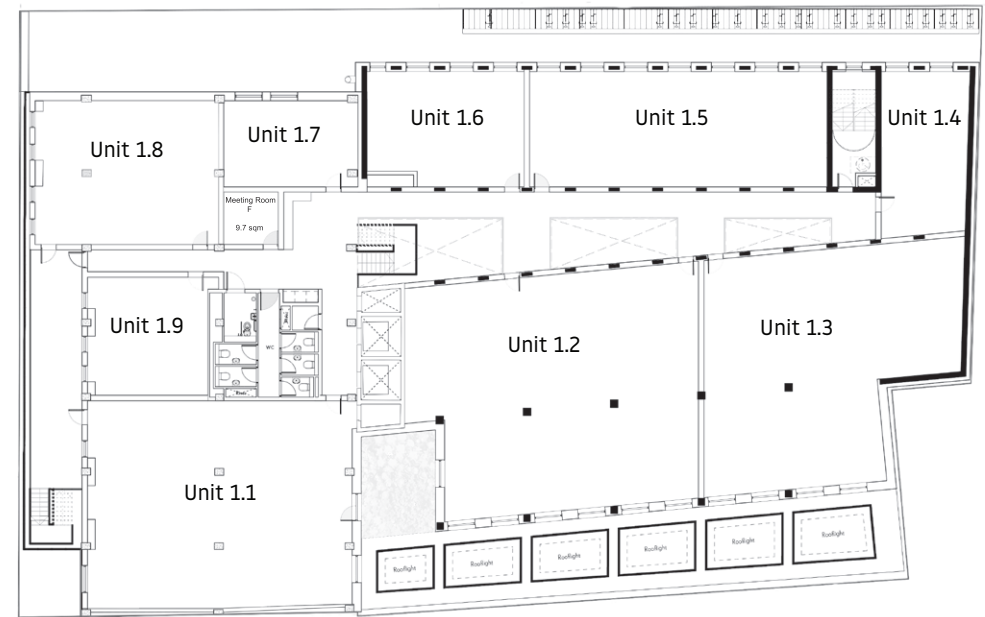 Unit 1.6
Unit 1.5
Unit 1.4
Unit 1.7
Unit 1.8
Meeting Room
F
9.7 sqm
Unit 1.9
WC
Unit 1.2
Unit 1.3
Unit 1.1
Rooflight
Rooflight
Rooflight
Rooflight
Rooflight
Rooflight